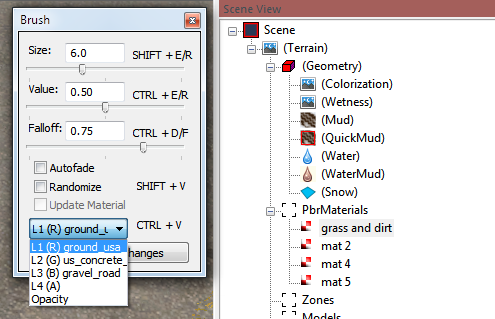 Brush
Size: 6.0 SHIFT + E/R
Value: 0.50 CTRL + E/R
Falloff: 0.75 CTRL + D/F
Autofade
Randomize SHIFT + V
Update Material
L1 (R) ground_u CTRL + V
L1 (R) ground_usa
L2 (G) us_concrete_
L3 (B) gravel_road
L4 (A)
Opacity
hanges
Scene View
Scene
(Terrain)
(Geometry)
(Colorization)
(Wetness)
(Mud)
(QuickMud)
(Water)
(WaterMud)
(Snow)
PbrMaterials
grass and dirt
mat 2
mat 4
mat 5
Zones
Models